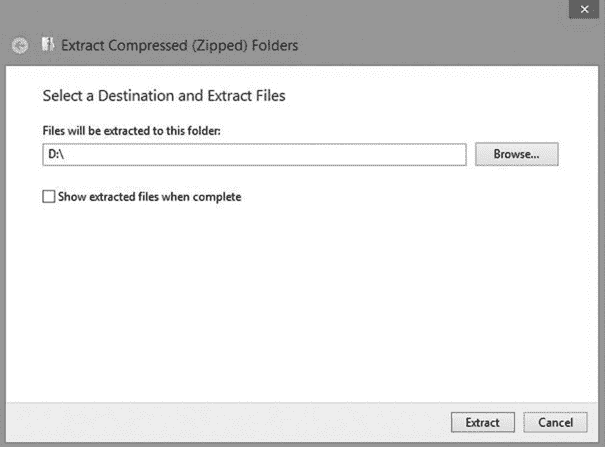 Extract Compressed (Zipped) Folders
Select a Destination and Extract Files
Files will be extracted to this folder:
D:\
Browse...
Show extracted files when complete
Extract
Cancel